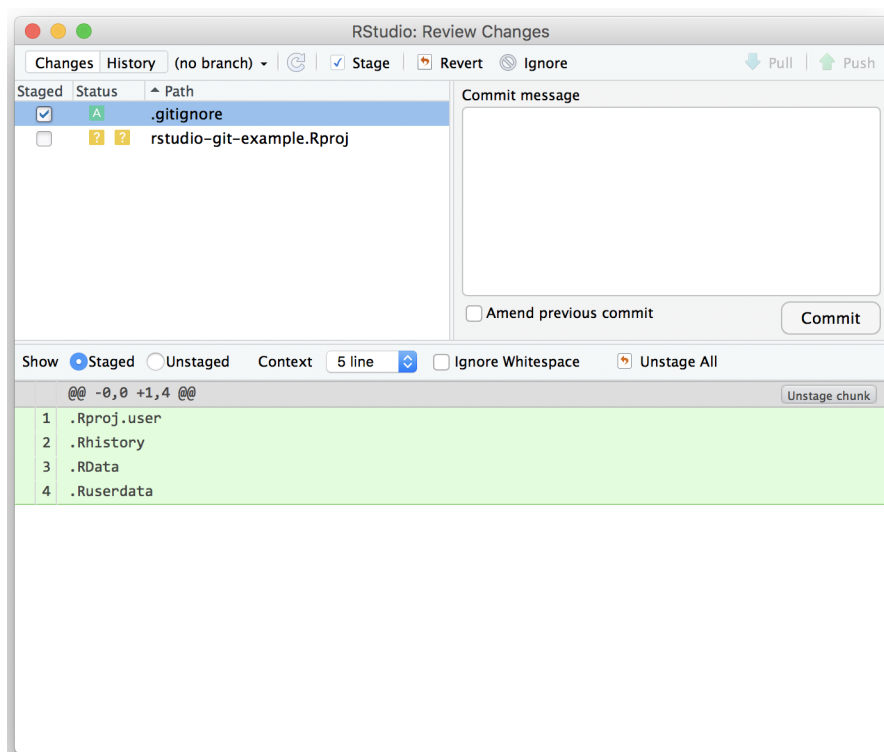 RStudio: Review Changes
Changes History (no branch) Stage Revert Ignore Pull Push
Staged Status Path
A .gitignore
? ? rstudio-git-example.Rproj
Commit message
Amend previous commit
Commit
Show Staged Unstaged Context 5 line Ignore Whitespace Unstage All
@@ -0,0 +1,4 @@ Unstage chunk
1 .Rproj.user
2 .Rhistory
3 .RData
4 .Ruserdata